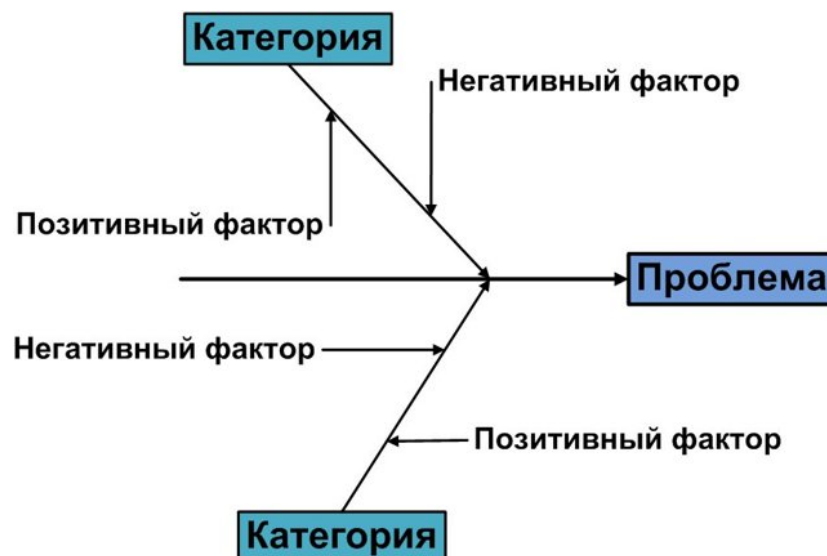 Категория
Негативный фактор
Позитивный фактор
Проблема
Негативный фактор
Позитивный фактор
Категория